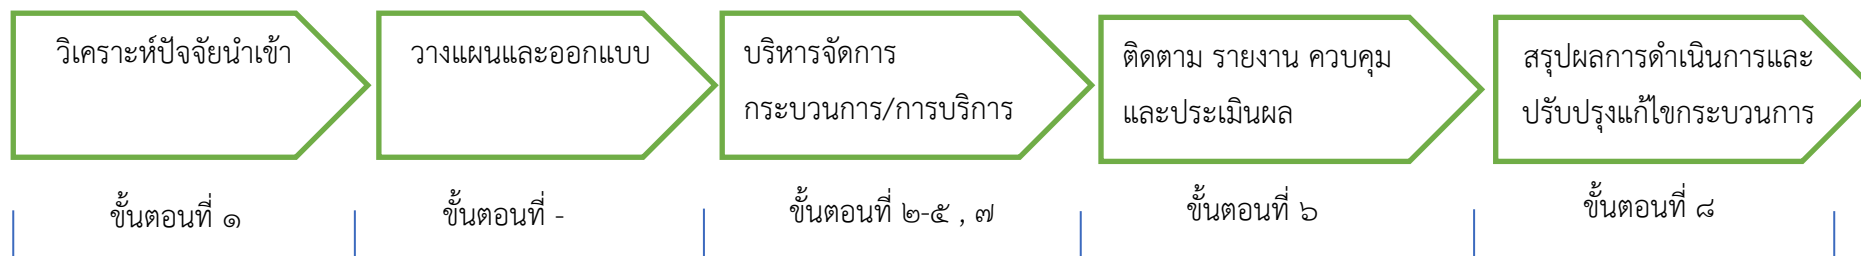 วิเคราะห์ปัจจัยนำเข้า
วางแผนและออกแบบ
บริหารจัดการ
กระบวนการ/การบริการ
ติดตาม รายงาน ควบคุม
และประเมินผล
สรุปผลการดำเนินการและ
ปรับปรุงแก้ไขกระบวนการ
ขั้นตอนที่ ๑
ขั้นตอนที่ -
ขั้นตอนที่ ๒-๕ , ๗
ขั้นตอนที่ ๖
ขั้นตอนที่ ๘